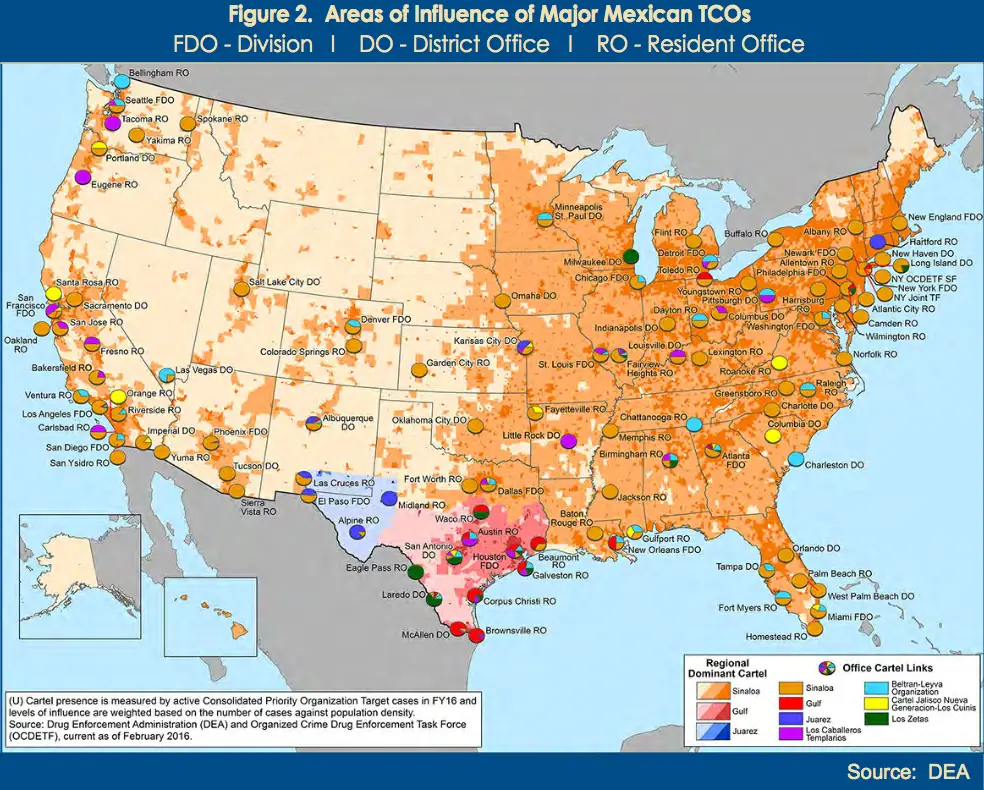 Figure 2. Areas of Influence of Major Mexican TCOs
FDO - Division I DO - District Office I RO - Resident Office
Bellingham RO
Seattle FDO
Tacoma RO
Spokane RO
Yakima RO
Portland DO
Eugene RO
Minneapolis
St. Paul DO
Flint RO
Buffalo RO
Albany RO
New England FDO
Hartford RO
New Haven DO
Long Island DO
Milwaukee DO
Detroit FDO
Newark FDO
Allentown RO
Chicago FDO
Toledo RO
Philadelphia FDO
NY OCDETF SF
New York FDO
NY Joint TF
Salt Lake City DO
Santa Rosa RO
San
Francisco
FDO
Sacramento DO
San Jose RO
Oakland
RO
Fresno RO
Omaha DO
Youngstown RO
Pittsburgh DO
Harrisburg
RO
Atlantic City RO
Camden RO
Wilmington RO
Dayton RO
Columbus DO
Washington FDO
Indianapolis DO
Denver FDO
Colorado Springs RO
Kansas City DO
Garden City RO
St. Louis FDO
Fairview
Heights RO
Louisville DO
Lexington RO
Roanoke RO
Norfolk RO
Bakersfield RO
Las Vegas DO
Ventura RO
Orange RO
Los Angeles FDO
Riverside RO
Carlsbad RO
Imperial DO
San Diego FDO
San Ysidro RO
Yuma RO
Phoenix FDO
Tucson DO
Sierra
Vista RO
Albuquerque
DO
Oklahoma City DO
Fayetteville RO
Little Rock DO
Memphis RO
Chattanooga RO
Greensboro RO
Raleigh
RO
Charlotte DO
Columbia DO
Charleston DO
Birmingham RO
Atlanta
FDO
Las Cruces RO
El Paso FDO
Midland RO
Alpine RO
Fort Worth RO
Dallas FDO
Jackson RO
Waco RO
Austin RO
Baton
Rouge RO
Gulfport RO
New Orleans FDO
San Antonio
DO
Houston
FDO
Beaumont
RO
Galveston RO
Eagle Pass RO
Laredo DO
Corpus Christi RO
McAllen DO
Brownsville RO
Orlando DO
Tampa DO
Palm Beach RO
West Palm Beach DO
Fort Myers RO
Miami FDO
Homestead RO
(U) Cartel presence is measured by active Consolidated Priority Organization Target cases in FY16 and
levels of influence are weighted based on the number of cases against population density.
Source: Drug Enforcement Administration (DEA) and Organized Crime Drug Enforcement Task Force
(OCDETF), current as of February 2016.
Regional
Dominant Cartel
Sinaloa
Gulf
Juarez
Office Cartel Links
Sinaloa
Gulf
Juarez
Los Caballeros
Templarios
Beltran-Leyva
Organization
Cartel Jalisco Nueva
Generacion-Los Cuinis
Los Zetas
Source: DEA